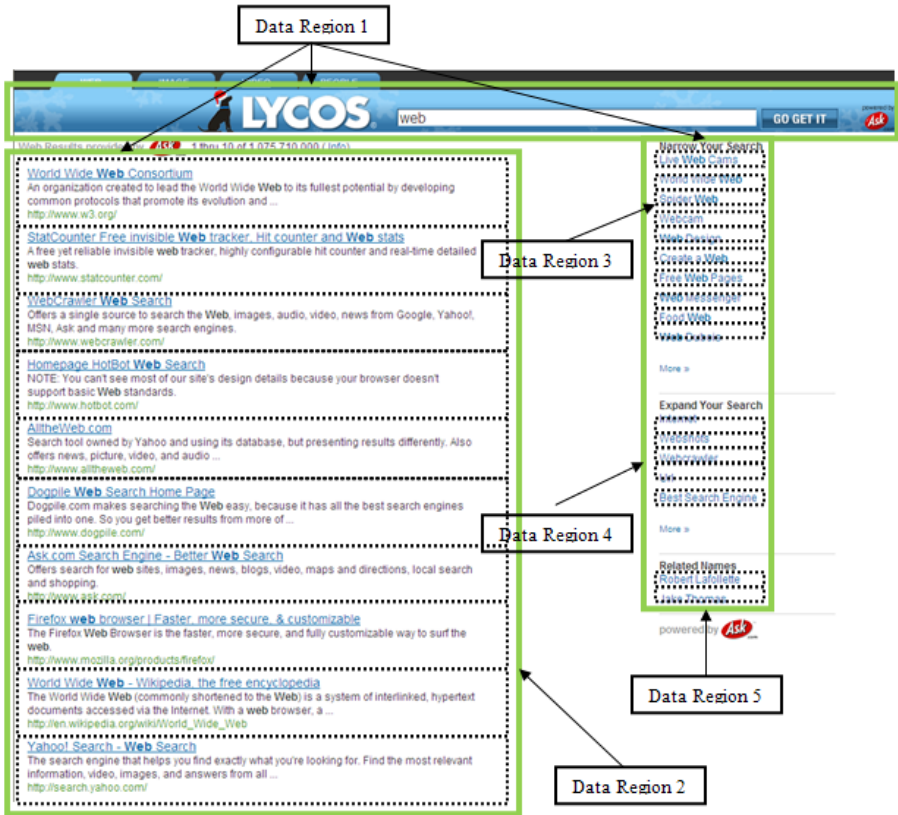 Data Region 1
WEB IMAGE VIDEO PEOPLE
LYCOS
web
GO GET IT
powered by
Ask
Web Results provided by Ask 1 thru 10 of 1,075,710,000 (Info)
World Wide Web Consortium
An organization created to lead the World Wide Web to its fullest potential by developing
common protocols that promote its evolution and ...
http://www.w3.org/
StatCounter Free invisible Web tracker, Hit counter and Web stats
A free yet reliable invisible web tracker, highly configurable hit counter and real-time detailed
web stats.
http://www.statcounter.com/
WebCrawler Web Search
Offers a single source to search the Web, images, audio, video, news from Google, Yahoo!,
MSN, Ask and many more search engines.
http://www.webcrawler.com/
Homepage HotBot Web Search
NOTE: You can't see most of our site's design details because your browser doesn't
support basic Web standards.
http://www.hotbot.com/
AlltheWeb.com
Search tool owned by Yahoo and using its database, but presenting results differently. Also
offers news, picture, video, and audio ...
http://www.alltheweb.com/
Dogpile Web Search Home Page
Dogpile.com makes searching the Web easy, because it has all the best search engines
piled into one. So you get better results from more of ...
http://www.dogpile.com/
Ask.com Search Engine - Better Web Search
Offers search for web sites, images, news, blogs, video, maps and directions, local search
and shopping.
http://www.ask.com/
Firefox web browser | Faster, more secure, & customizable
The Firefox Web Browser is the faster, more secure, and fully customizable way to surf the
web.
http://www.mozilla.org/products/firefox/
World Wide Web - Wikipedia, the free encyclopedia
The World Wide Web (commonly shortened to the Web) is a system of interlinked, hypertext
documents accessed via the Internet. With a web browser, a ...
http://en.wikipedia.org/wiki/World_Wide_Web
Yahoo! Search - Web Search
The search engine that helps you find exactly what you're looking for. Find the most relevant
information, video, images, and answers from all ...
http://search.yahoo.com/
Data Region 3
Data Region 4
Data Region 2
Narrow Your Search
Live Web Cams
World Wide Web
Spider Web
Webcam
Web Design
Create a Web
Free Web Pages
Web Messenger
Food Web
Web Dubois
More »
Expand Your Search
Internet
Webshots
Webcrawler
Url
Best Search Engine
More »
Related Names
Robert Lafollette
Jake Thomas
powered by Ask.com
Data Region 5